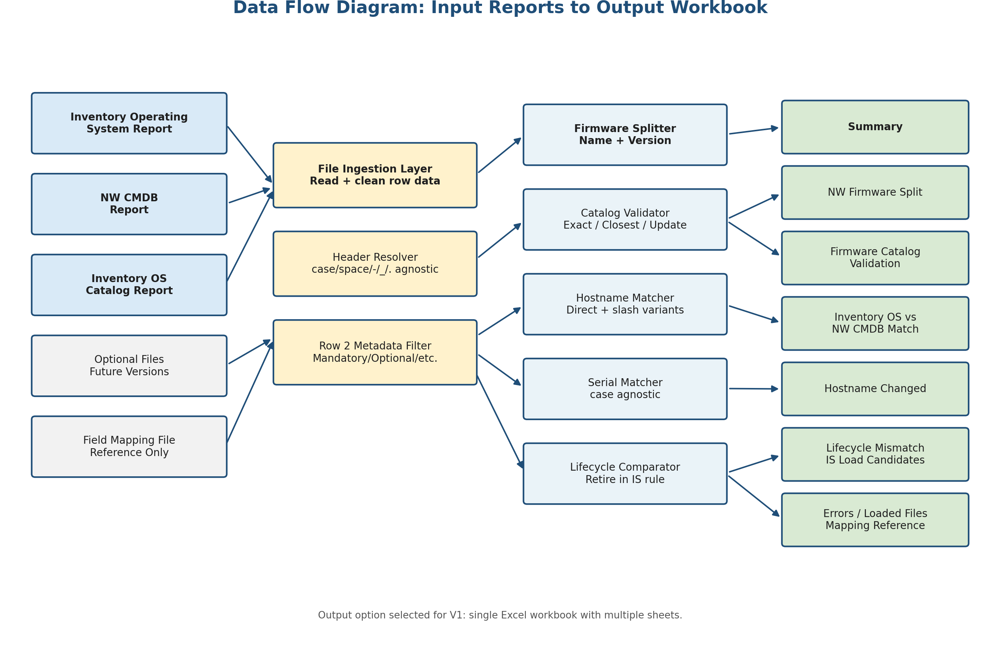 Data Flow Diagram: Input Reports to Output Workbook
Inventory Operating
System Report
NW CMDB
Report
Inventory OS
Catalog Report
Optional Files
Future Versions
Field Mapping File
Reference Only
File Ingestion Layer
Read + clean row data
Header Resolver
case/space/-/_/. agnostic
Row 2 Metadata Filter
Mandatory/Optional/etc.
Firmware Splitter
Name + Version
Catalog Validator
Exact / Closest / Update
Hostname Matcher
Direct + slash variants
Serial Matcher
case agnostic
Lifecycle Comparator
Retire in IS rule
Summary
NW Firmware Split
Firmware Catalog
Validation
Inventory OS vs
NW CMDB Match
Hostname Changed
Lifecycle Mismatch
IS Load Candidates
Errors / Loaded Files
Mapping Reference
Output option selected for V1: single Excel workbook with multiple sheets.